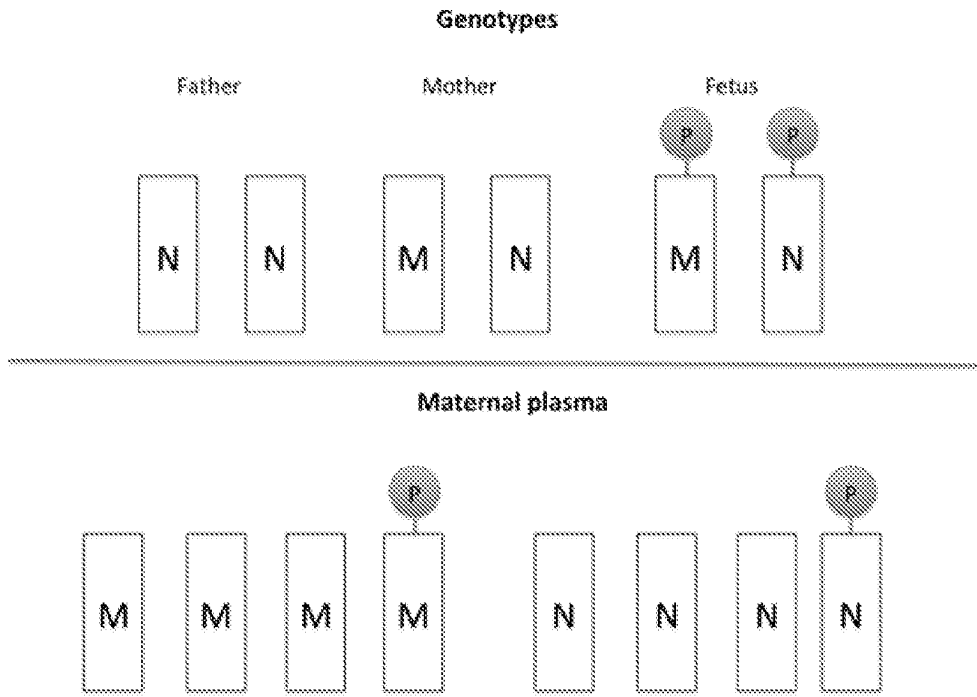 Genotypes
Father Mother Fetus
P P
N N M N M N
Maternal plasma
P P
M M M M N N N N